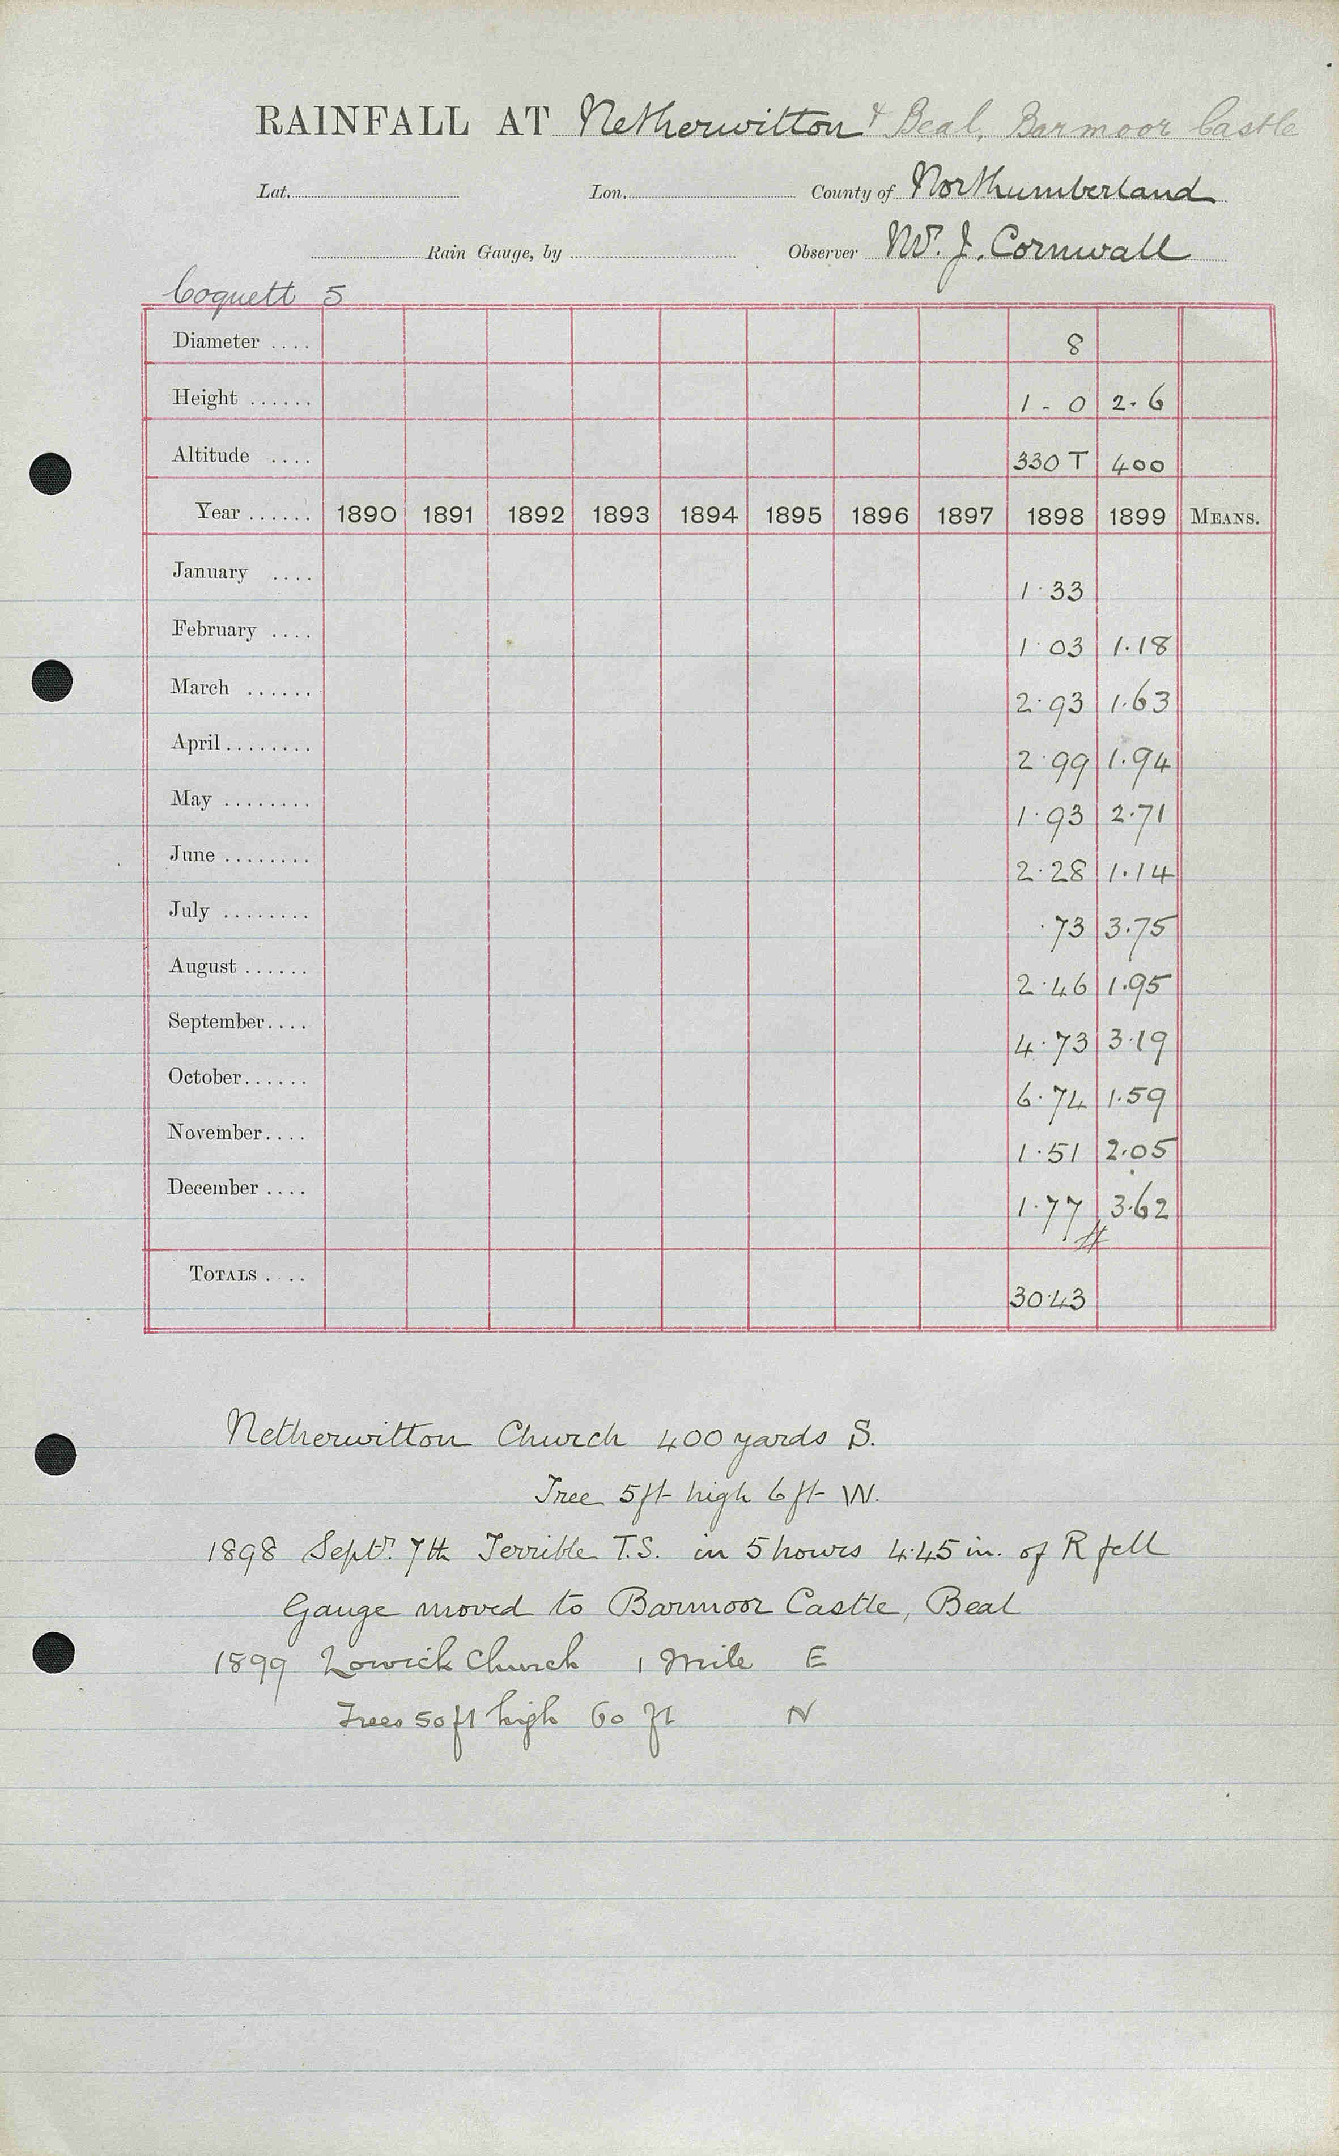 RAINFALL AT Netherwitton & Beal, Barmoor Castle
Lat. Lon. County of Northumberland
Rain Gauge, by Observer W. J. Cornwall
Coquett 5
Diameter .... 8
Height ...... 1 - 0 2 - 6
Altitude .... 330 T 400
Year ...... 1890 1891 1892 1893 1894 1895 1896 1897 1898 1899 MEANS.
January .... 1.33
February .... 1.03 1.18
March ...... 2.93 1.63
April ........ 2.99 1.94
May ........ 1.93 2.71
June ........ 2.28 1.14
July ........ .73 3.75
August ...... 2.46 1.95
September.... 4.73 3.19
October...... 6.74 1.59
November.... 1.51 2.05
December .... 1.77 3.62
#
TOTALS .... 30.43
Netherwitton Church 400 yards S.
Tree 5ft high 6ft W.
1898 Septr. 7th Terrible T.S. in 5 hours 4.45 in. of R fell
Gauge moved to Barmoor Castle, Beal
1899 Lowick Church 1 Mile E
Trees 50ft high 60 ft N